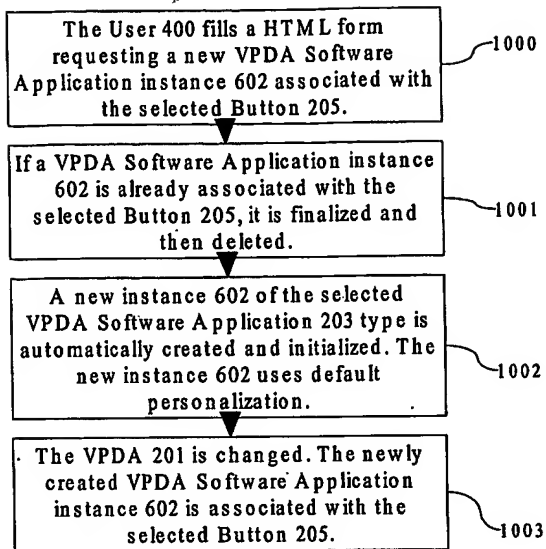 The User 400 fills a HTML form
requesting a new VPDA Software
Application instance 602 associated with
the selected Button 205.
1000
If a VPDA Software Application instance
602 is already associated with the
selected Button 205, it is finalized and
then deleted.
1001
A new instance 602 of the selected
VPDA Software Application 203 type is
automatically created and initialized. The
new instance 602 uses default
personalization.
1002
The VPDA 201 is changed. The newly
created VPDA Software Application
instance 602 is associated with the
selected Button 205.
1003